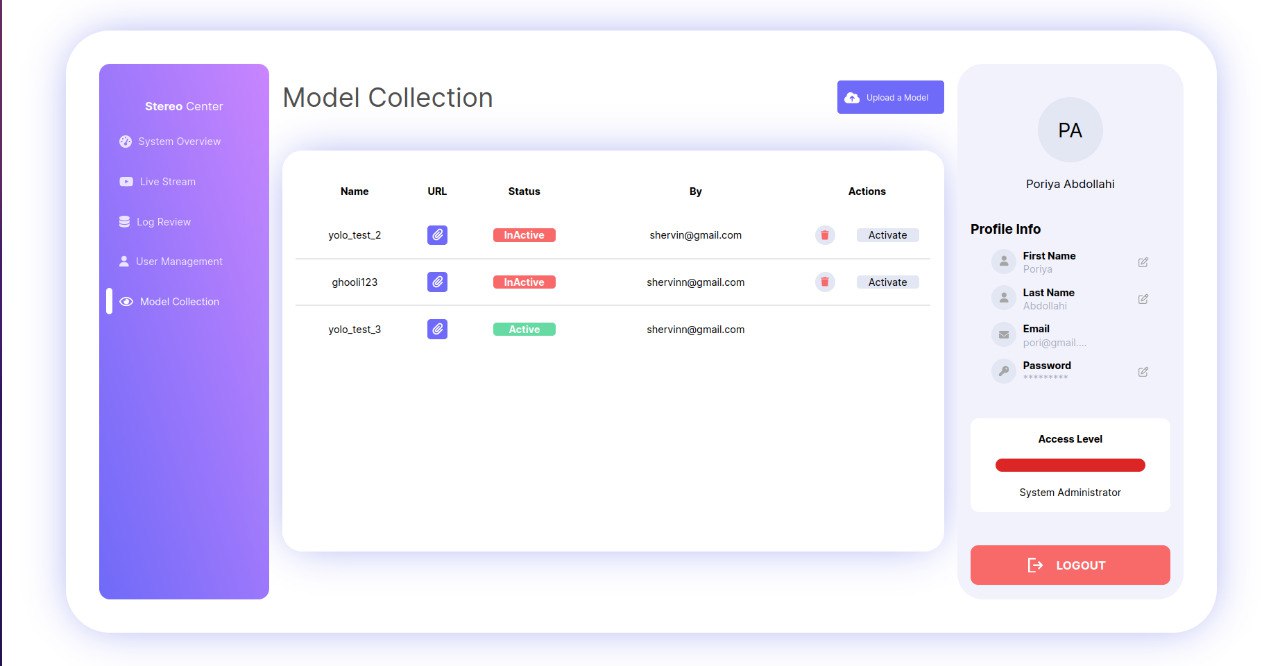 Stereo Center
System Overview
Live Stream
Log Review
User Management
Model Collection
Model Collection
Upload a Model
Name URL Status By Actions
yolo_test_2 InActive shervin@gmail.com Activate
ghooli123 InActive shervinn@gmail.com Activate
yolo_test_3 Active shervinn@gmail.com
PA
Poriya Abdollahi
Profile Info
First Name
Poriya
Last Name
Abdollahi
Email
pori@gmail....
Password
*********
Access Level
System Administrator
LOGOUT